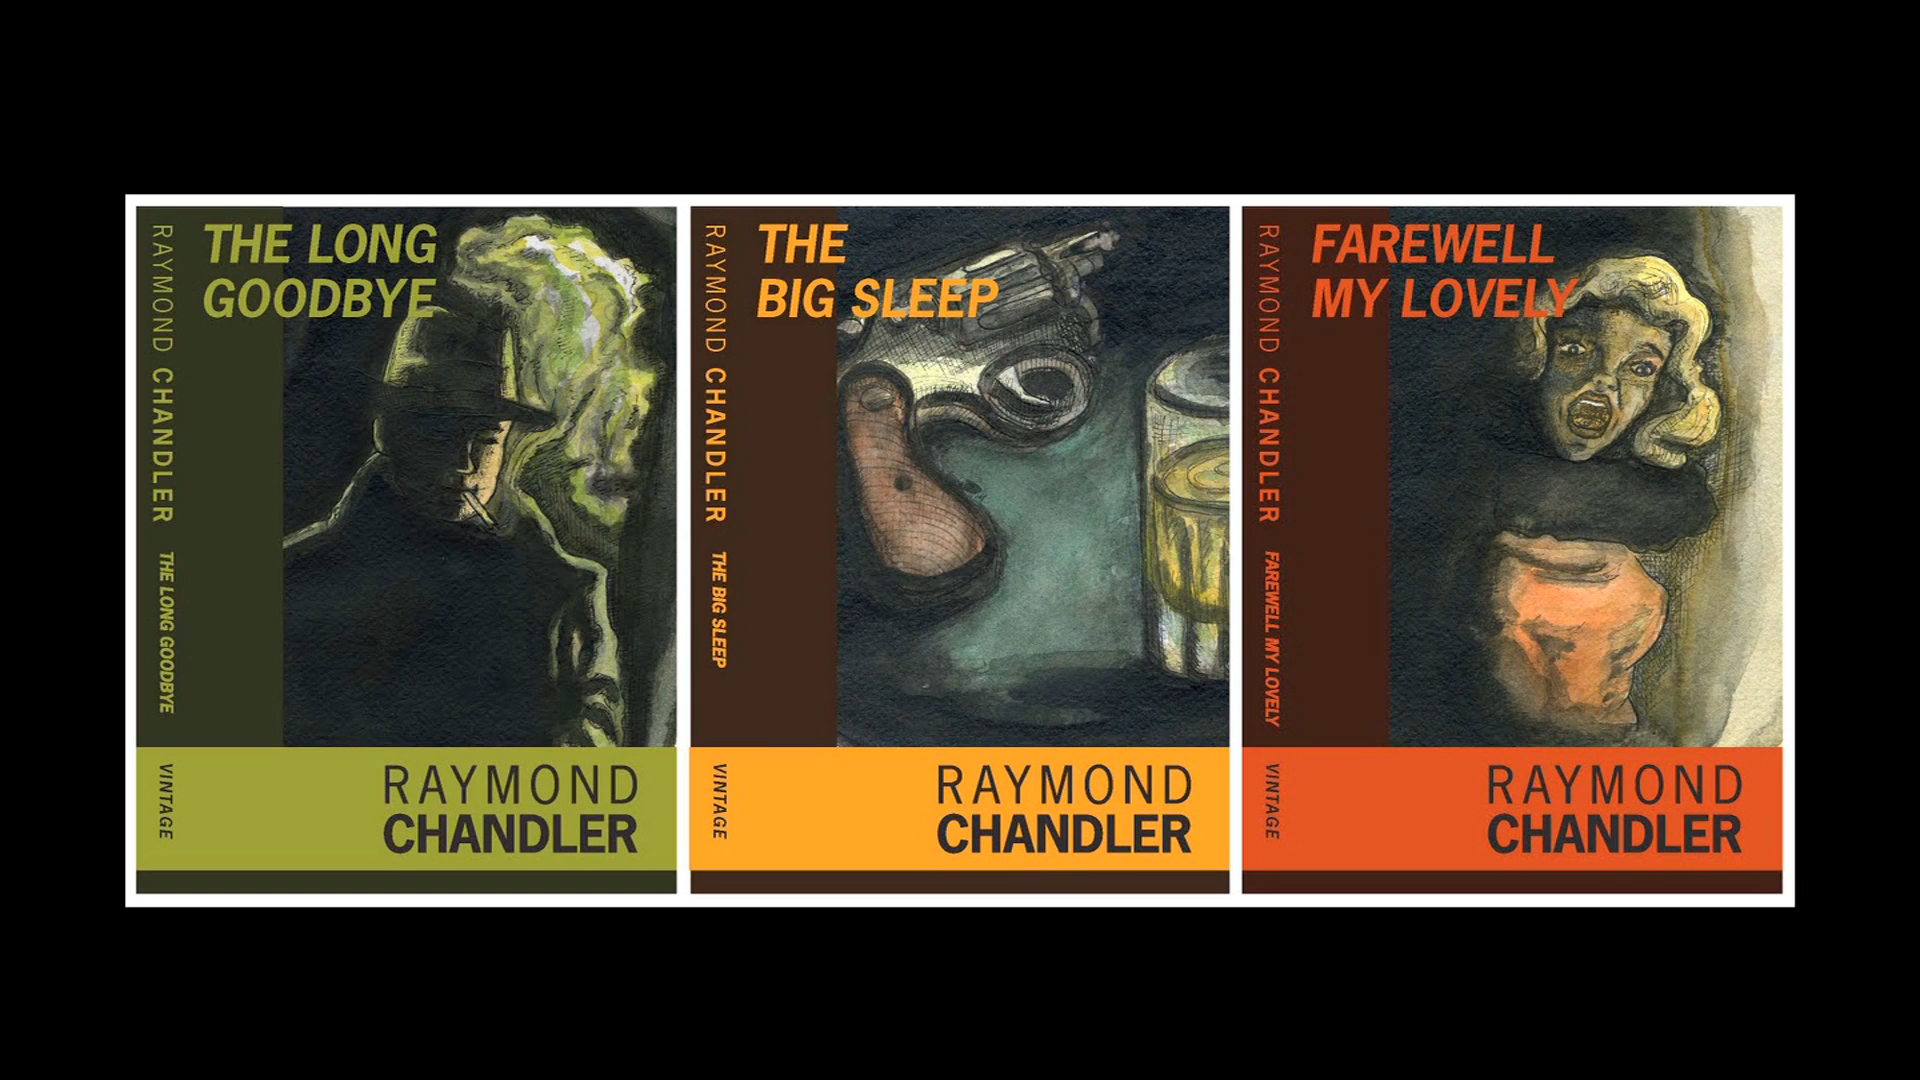 RAYMOND CHANDLER
THE LONG GOODBYE
VINTAGE
THE LONG
GOODBYE
RAYMOND
CHANDLER
RAYMOND CHANDLER
THE BIG SLEEP
VINTAGE
THE
BIG SLEEP
RAYMOND
CHANDLER
RAYMOND CHANDLER
FAREWELL MY LOVELY
VINTAGE
FAREWELL
MY LOVELY
RAYMOND
CHANDLER